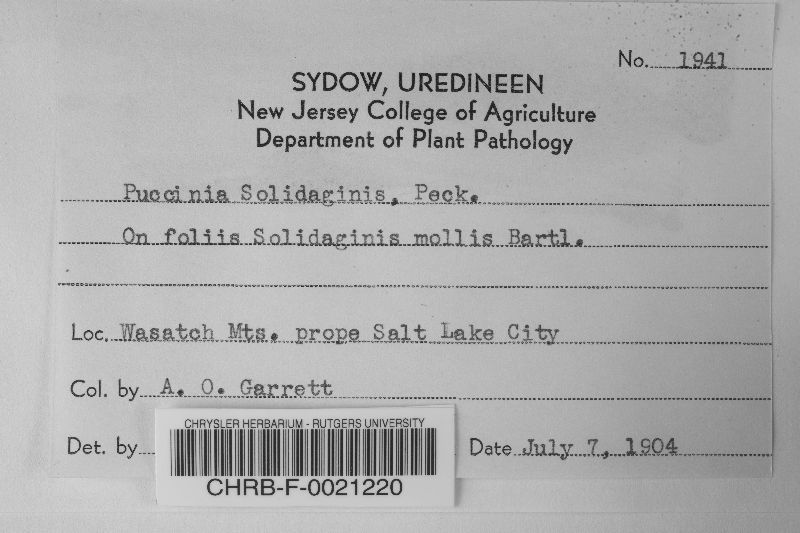 No. 1941
SYDOW, UREDINEEN
New Jersey College of Agriculture
Department of Plant Pathology
Puccinia Solidaginis, Peck.
On foliis Solidaginis mollis Bartl.
Loc. Wasatch Mts. prope Salt Lake City
Col. by A. O. Garrett
Det. by
Date July 7, 1904
CHRYSLER HERBARIUM - RUTGERS UNIVERSITY
CHRB-F-0021220